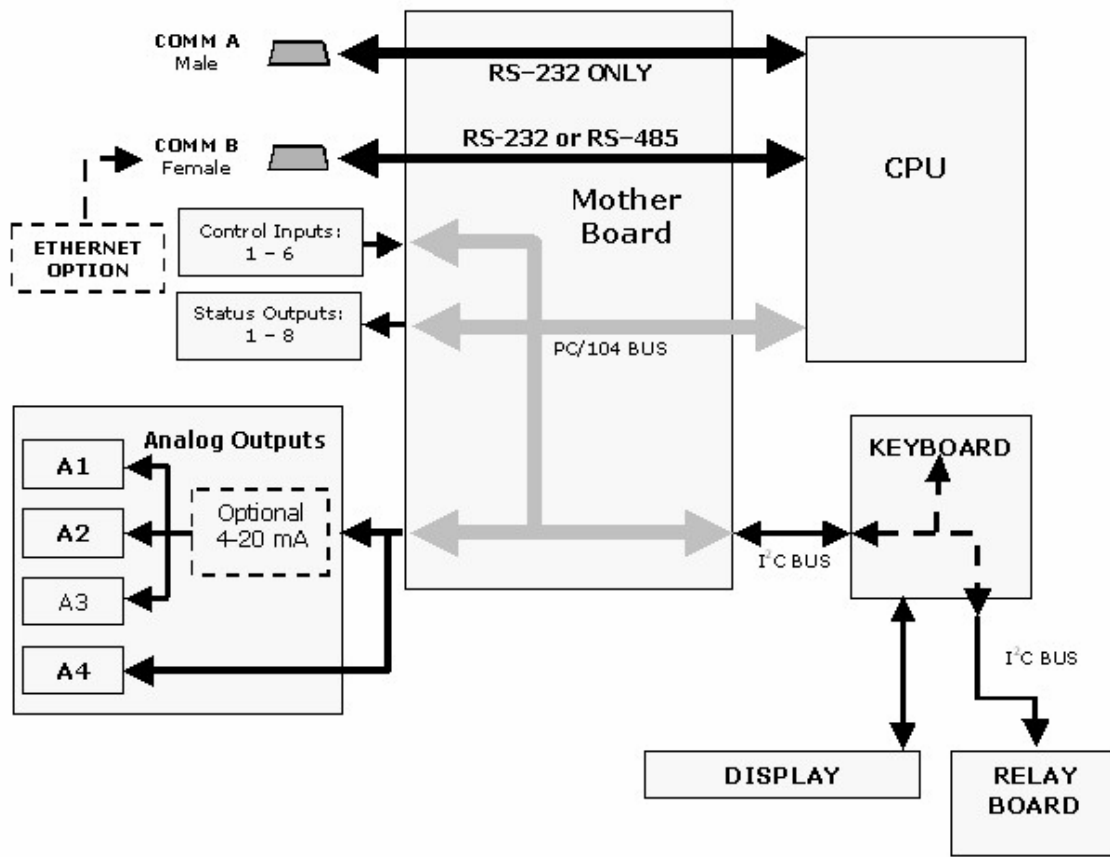 COMM A
Male
RS-232 ONLY
COMM B
Female
RS-232 or RS-485
CPU
Mother
Board
ETHERNET
OPTION
Control Inputs:
1 – 6
Status Outputs:
1 – 8
PC/104 BUS
Analog Outputs
A1
A2
A3
A4
Optional
4-20 mA
KEYBOARD
I²C BUS
I²C BUS
DISPLAY
RELAY
BOARD